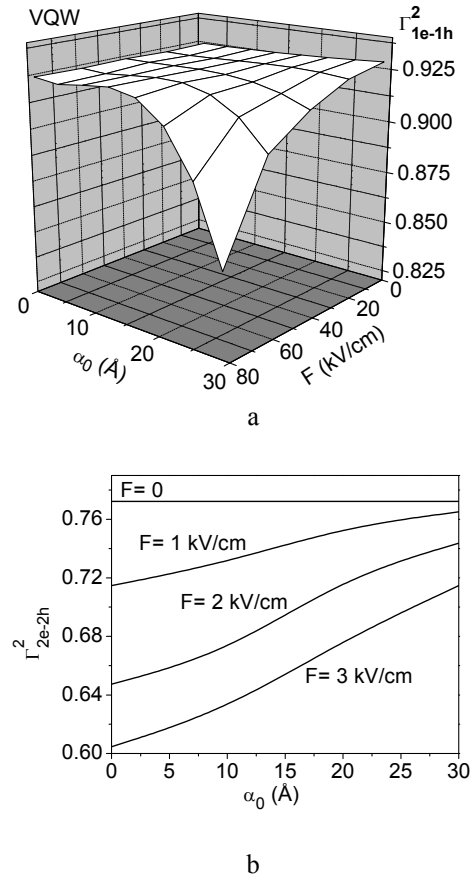 VQW
Γ²1e-1h
0.925
0.900
0.875
0.850
0.825
0
10
20
30
α₀ (Å)
80
60
40
20
0
F (kV/cm)
a
F= 0
F= 1 kV/cm
F= 2 kV/cm
F= 3 kV/cm
0.76
0.72
0.68
0.64
0.60
Γ²2e-2h
0 5 10 15 20 25 30
α₀ (Å)
b